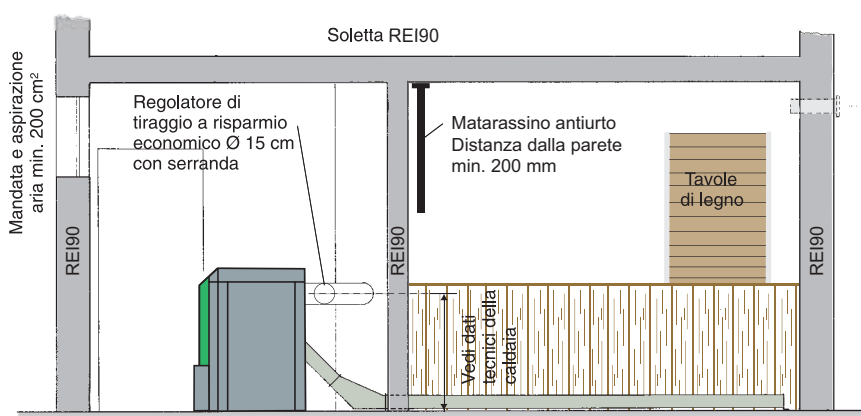 Soletta REI90
Mandata e aspirazione
aria min. 200 cm²
Regolatore di
tiraggio a risparmio
economico Ø 15 cm
con serranda
Matarassino antiurto
Distanza dalla parete
min. 200 mm
Tavole
di legno
REI90
REI90
REI90
Vedi dati
tecnici della
caldaia